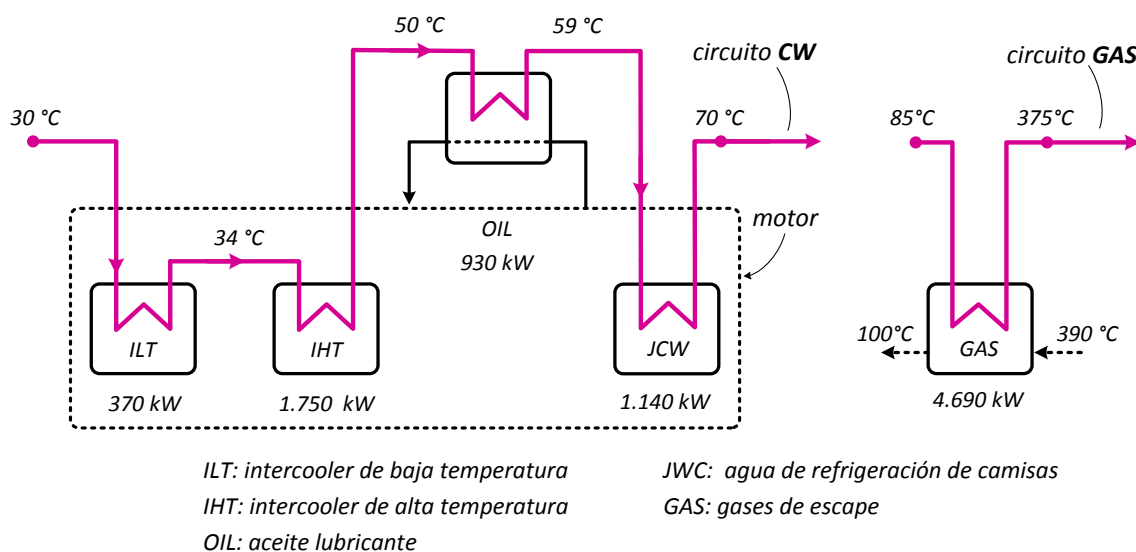 50 °C
59 °C
circuito CW
circuito GAS
30 °C
70 °C
85°C
375°C
motor
34 °C
OIL
930 kW
ILT
IHT
JCW
100°C
GAS
390 °C
370 kW
1.750 kW
1.140 kW
4.690 kW
ILT: intercooler de baja temperatura
JWC: agua de refrigeración de camisas
IHT: intercooler de alta temperatura
GAS: gases de escape
OIL: aceite lubricante